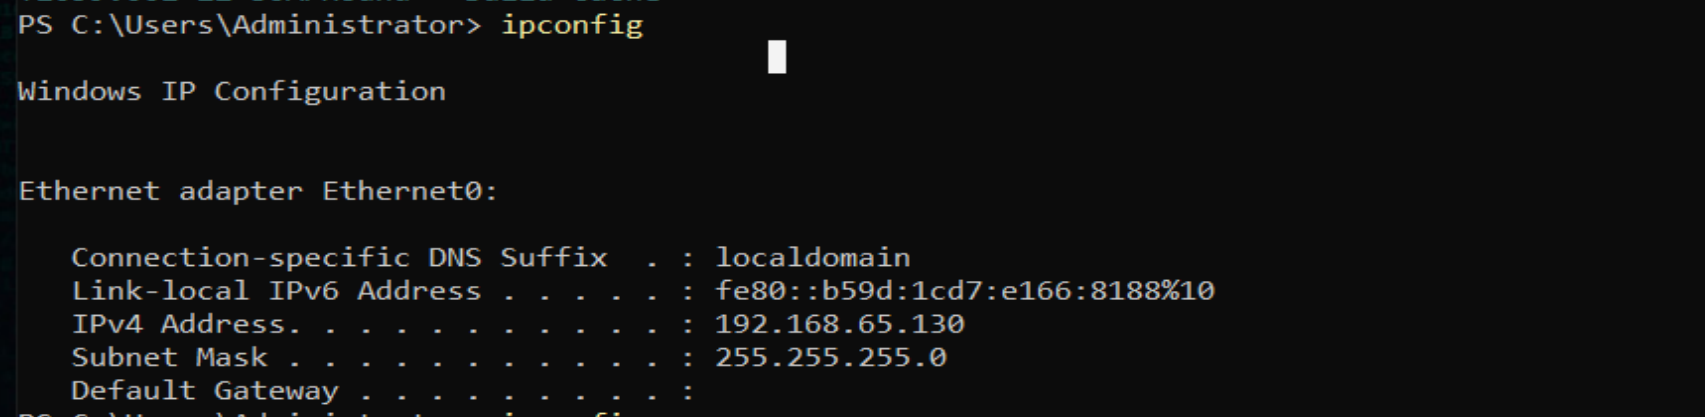 PS C:\Users\Administrator> ipconfig
Windows IP Configuration
Ethernet adapter Ethernet0:
Connection-specific DNS Suffix . : localdomain
Link-local IPv6 Address . . . . . : fe80::b59d:1cd7:e166:8188%10
IPv4 Address. . . . . . . . . . . : 192.168.65.130
Subnet Mask . . . . . . . . . . . : 255.255.255.0
Default Gateway . . . . . . . . . :